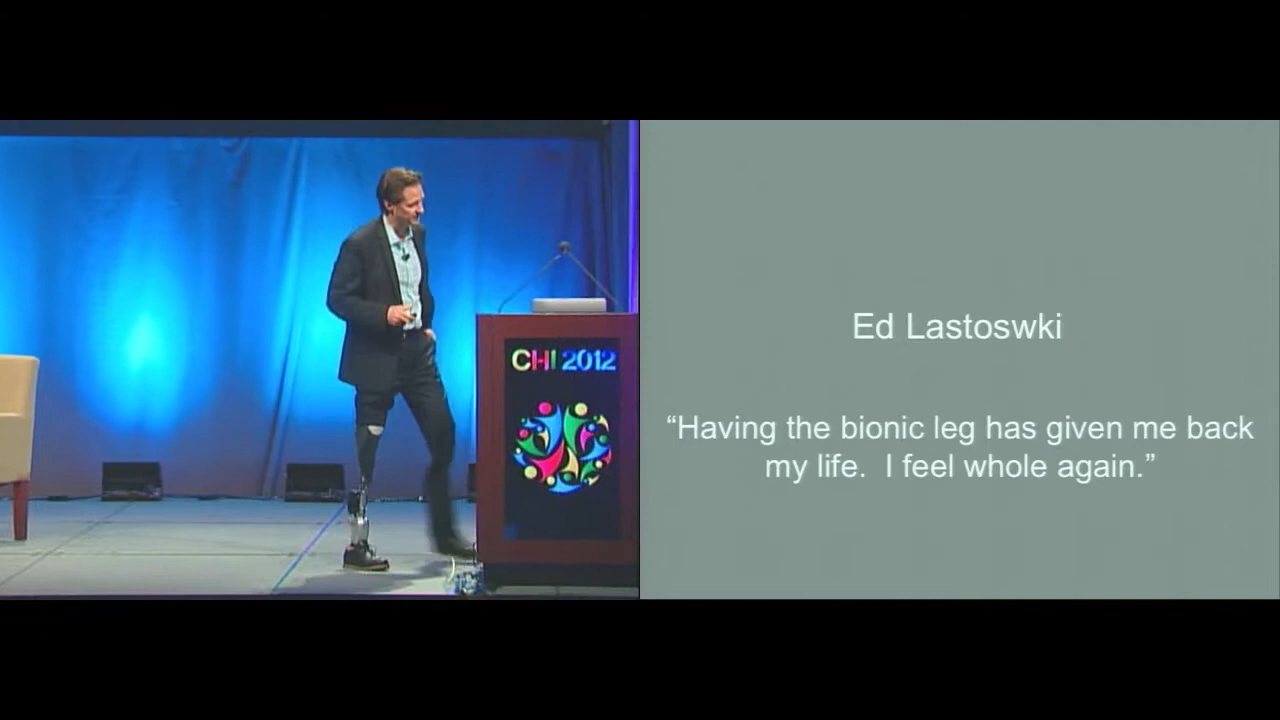 CHI 2012
Ed Lastoswki
“Having the bionic leg has given me back
my life.  I feel whole again.”